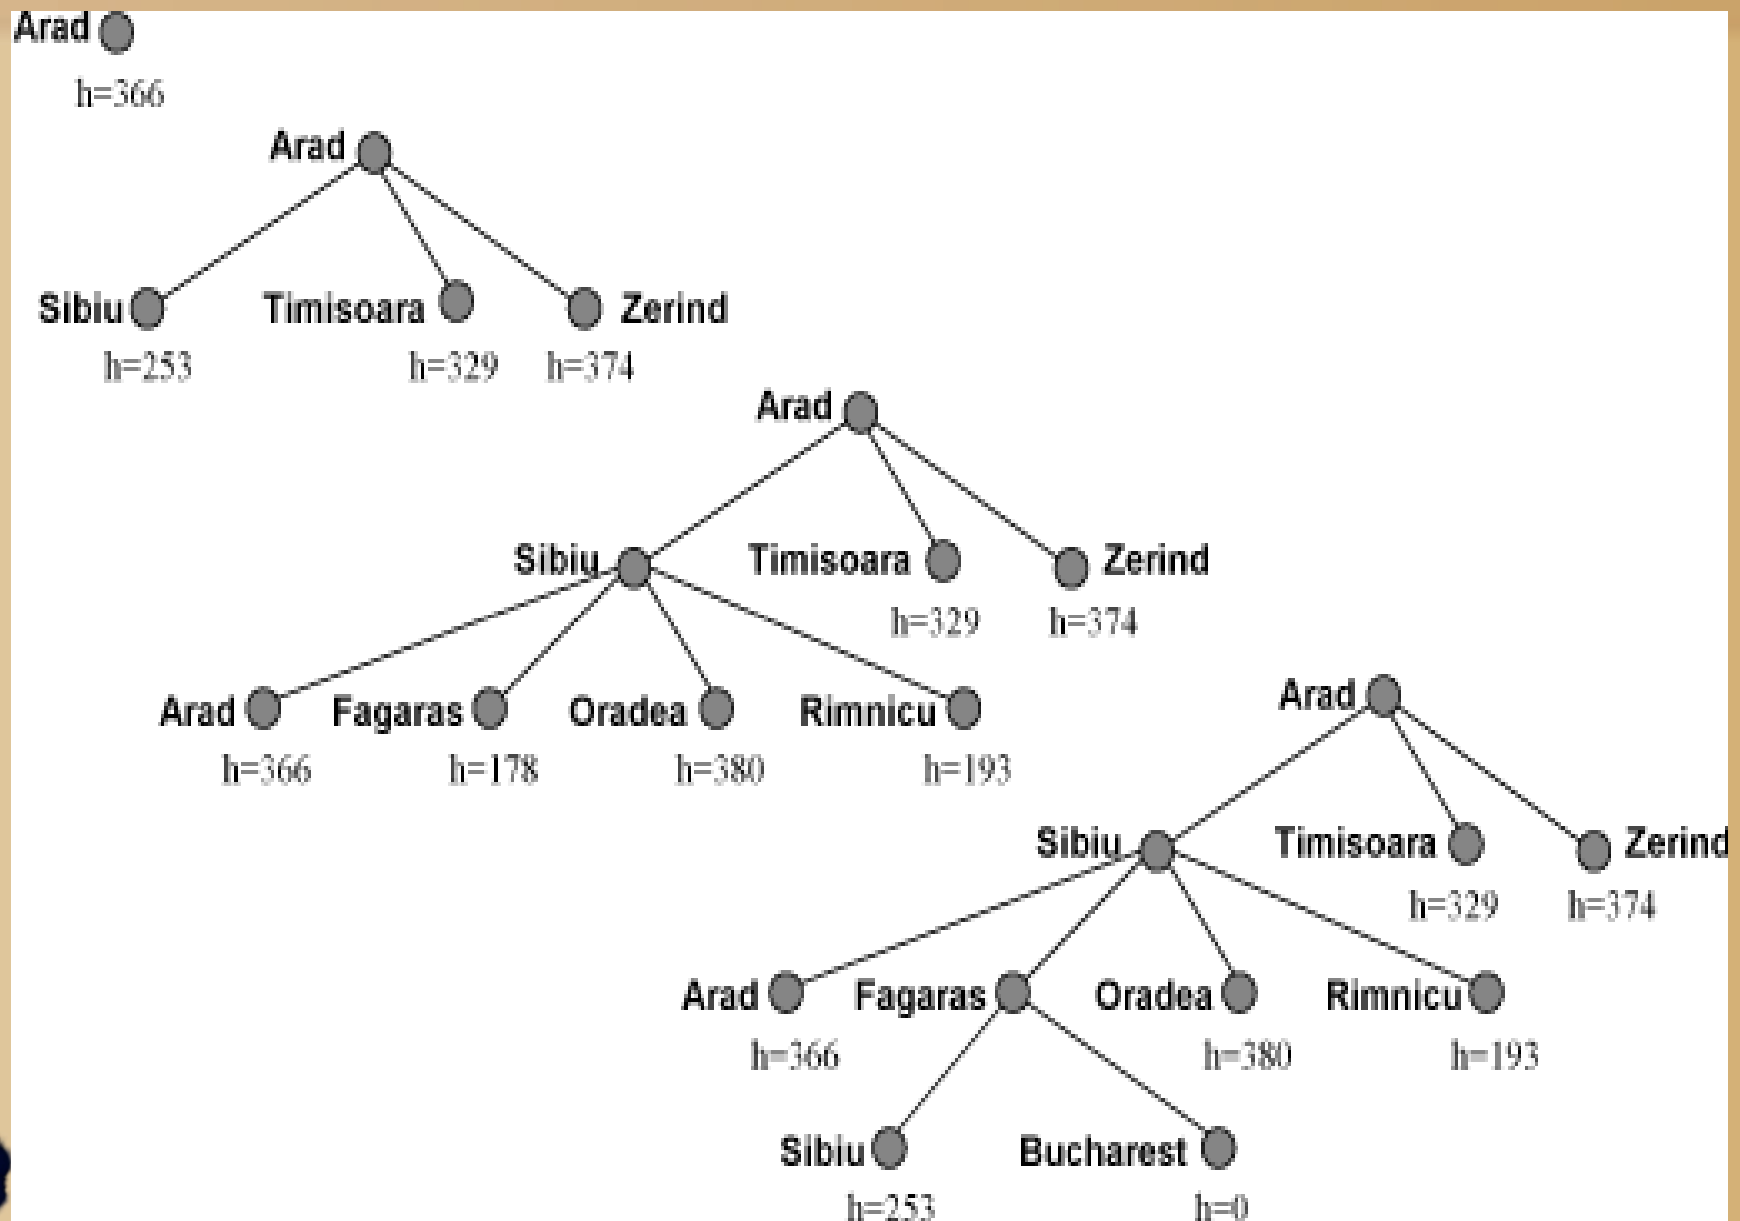 Arad
h=366
Arad
Sibiu Timisoara Zerind
h=253 h=329 h=374
Arad
Sibiu Timisoara Zerind
h=329 h=374
Arad Fagaras Oradea Rimnicu
h=366 h=178 h=380 h=193
Arad
Sibiu Timisoara Zerind
h=329 h=374
Arad Fagaras Oradea Rimnicu
h=366 h=380 h=193
Sibiu Bucharest
h=253 h=0